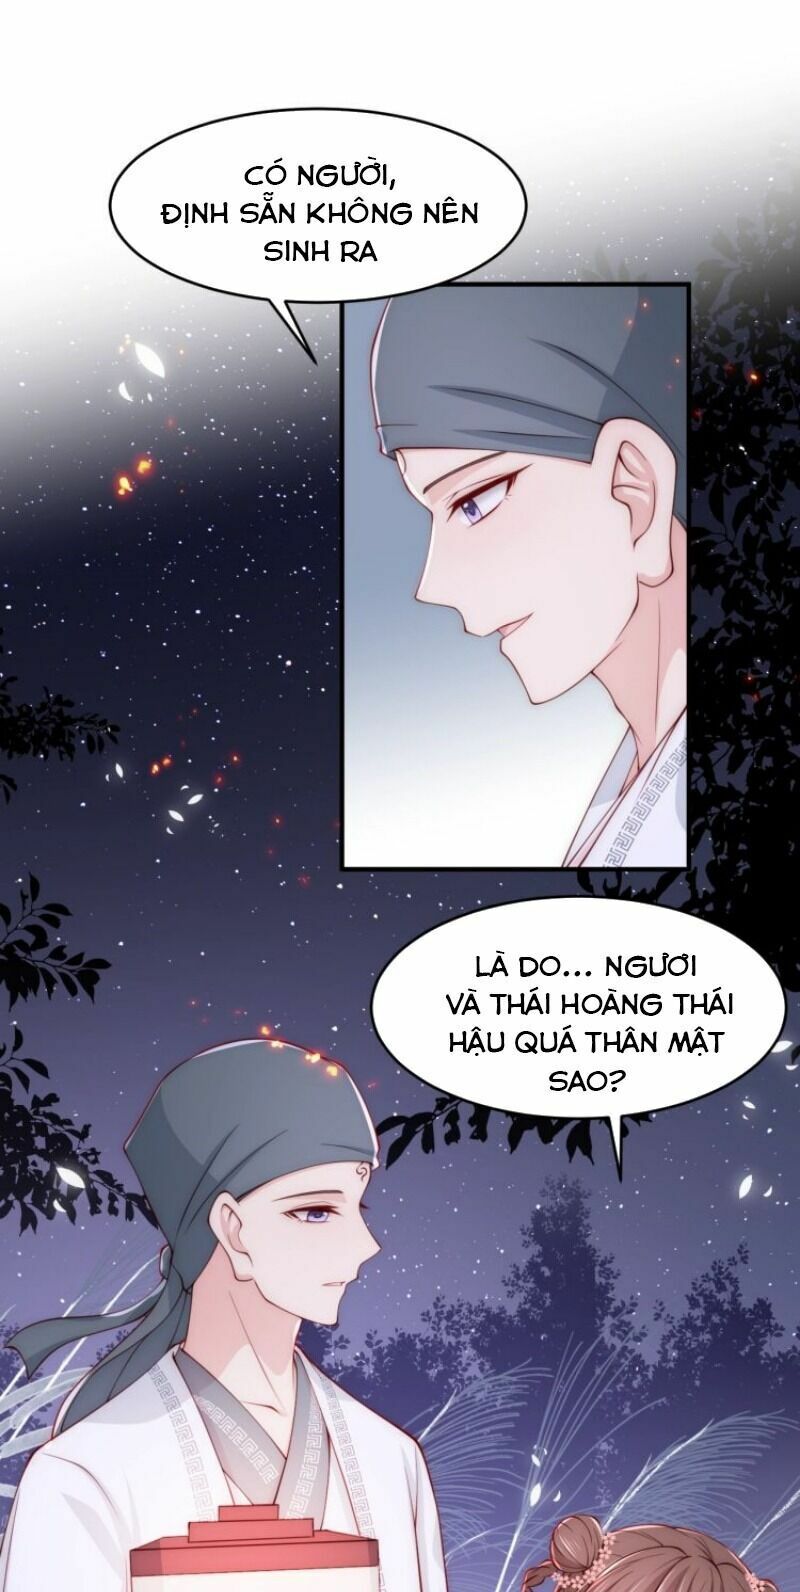 CÓ NGƯỜI,
ĐỊNH SẴN KHÔNG NÊN
SINH RA
LÀ DO... NGƯƠI
VÀ THÁI HOÀNG THÁI
HẬU QUÁ THÂN MẬT
SAO?